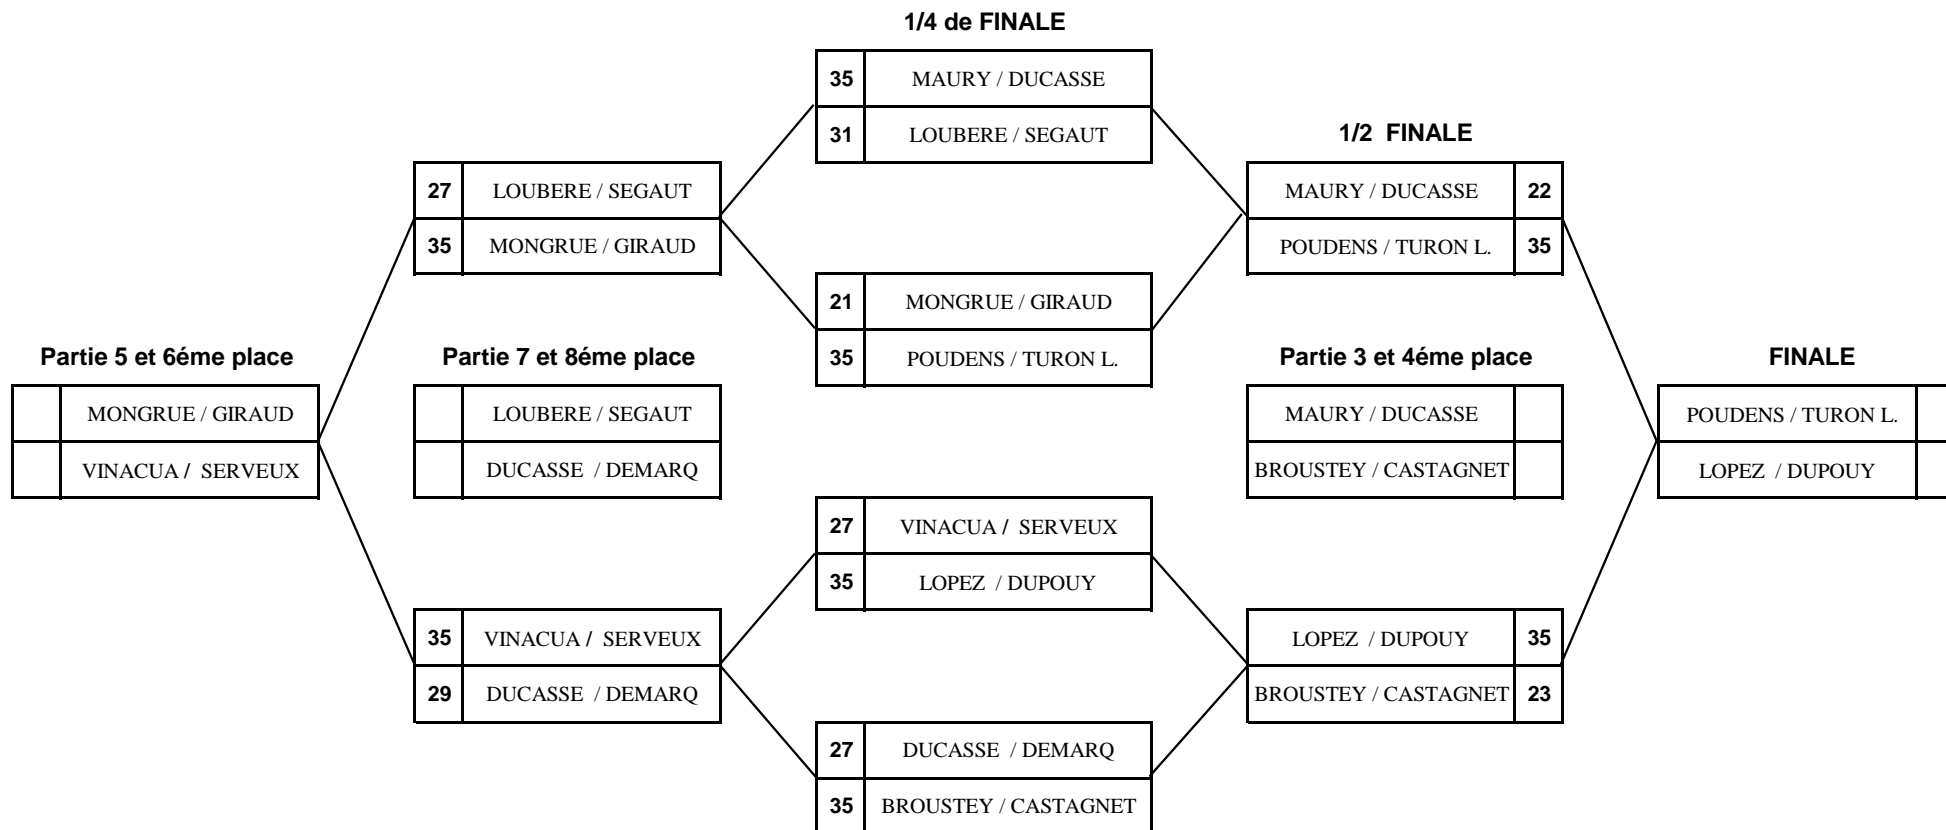 1/4 de FINALE
35 MAURY / DUCASSE
31 LOUBERE / SEGAUT
1/2 FINALE
27 LOUBERE / SEGAUT
35 MONGRUE / GIRAUD
MAURY / DUCASSE 22
POUDENS / TURON L. 35
21 MONGRUE / GIRAUD
35 POUDENS / TURON L.
Partie 5 et 6éme place
Partie 7 et 8éme place
Partie 3 et 4éme place
FINALE
MONGRUE / GIRAUD
VINACUA / SERVEUX
LOUBERE / SEGAUT
DUCASSE / DEMARQ
MAURY / DUCASSE
BROUSTEY / CASTAGNET
POUDENS / TURON L.
LOPEZ / DUPOUY
27 VINACUA / SERVEUX
35 LOPEZ / DUPOUY
35 VINACUA / SERVEUX
29 DUCASSE / DEMARQ
LOPEZ / DUPOUY 35
BROUSTEY / CASTAGNET 23
27 DUCASSE / DEMARQ
35 BROUSTEY / CASTAGNET